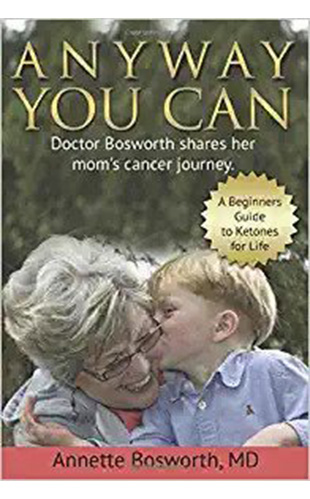 ANYWAY
YOU CAN
Doctor Bosworth shares her
mom's cancer journey.
A Beginners
Guide
to Ketones
for Life
Annette Bosworth, MD